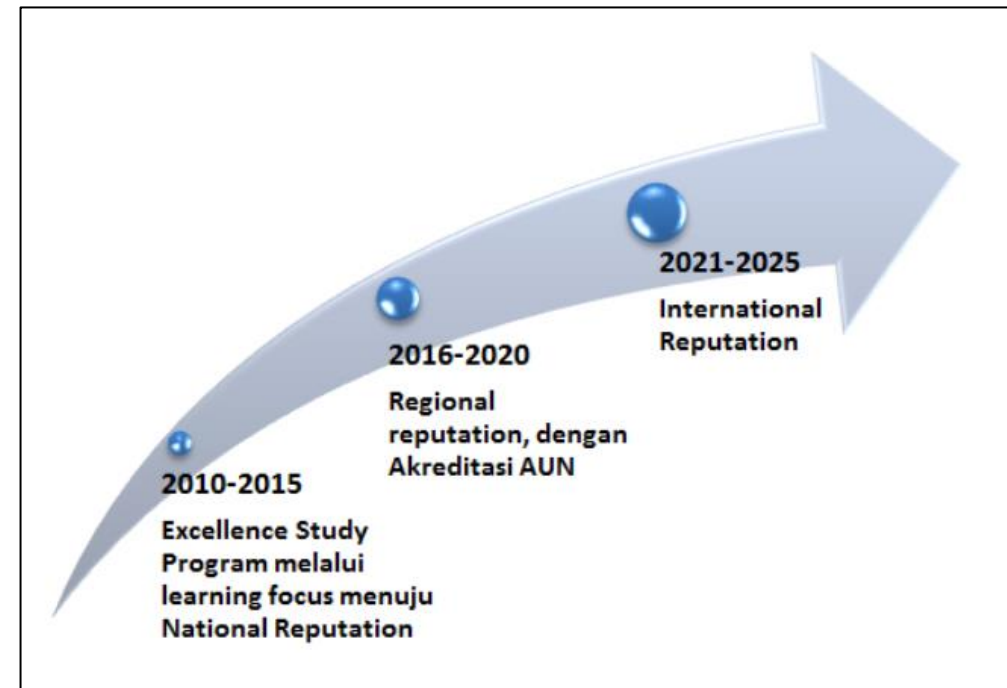 2010-2015
Excellence Study
Program melalui
learning focus menuju
National Reputation
2016-2020
Regional
reputation, dengan
Akreditasi AUN
2021-2025
International
Reputation